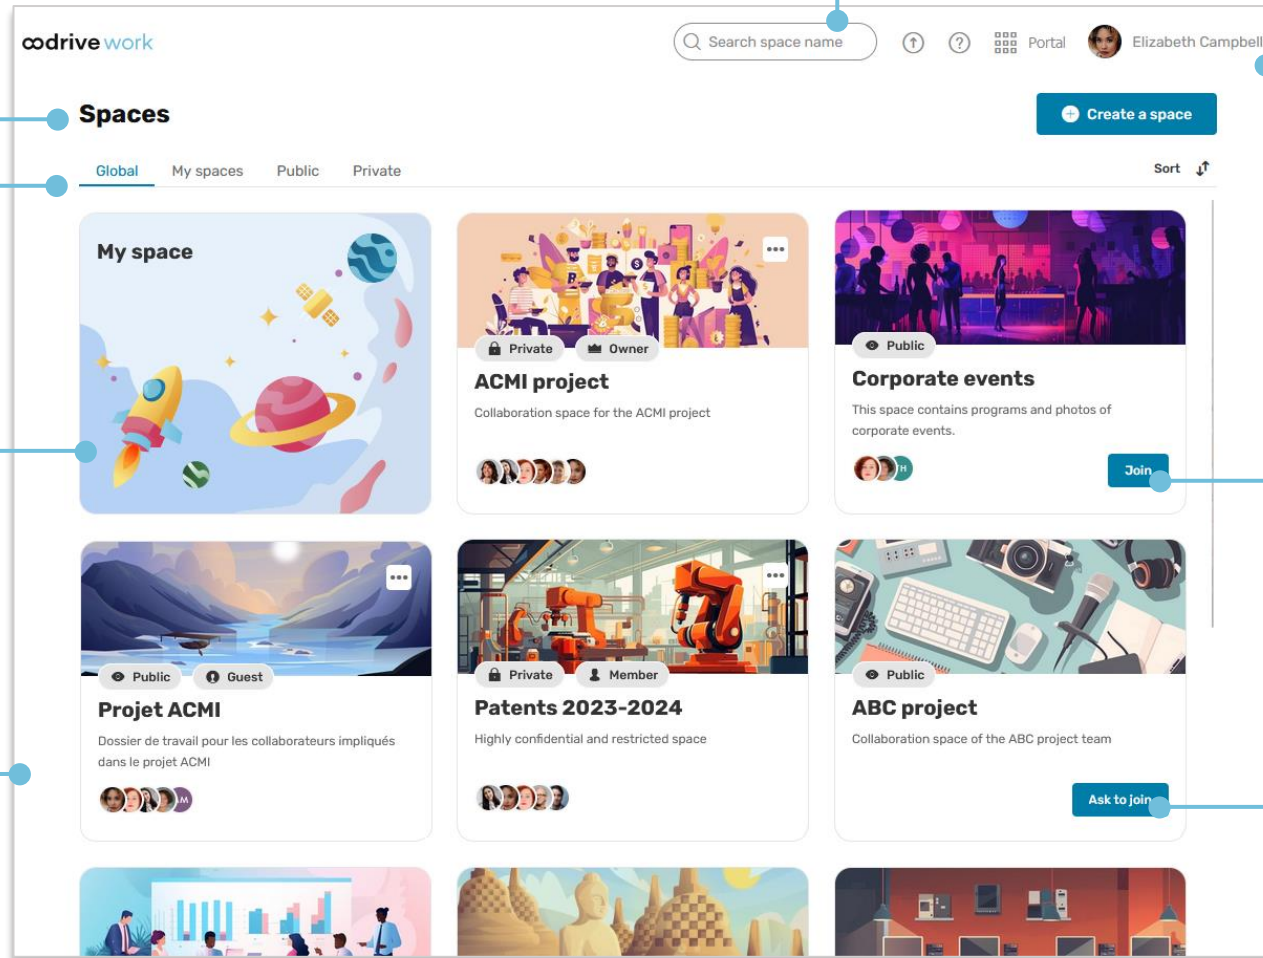 oodrive work
Search space name
Portal
Elizabeth Campbell
Spaces
Create a space
Global
My spaces
Public
Private
Sort
My space
Private
Owner
ACMI project
Collaboration space for the ACMI project
Public
Corporate events
This space contains programs and photos of
corporate events.
TH
Join
Public
Guest
Projet ACMI
Dossier de travail pour les collaborateurs impliqués
dans le projet ACMI
Private
Member
Patents 2023-2024
Highly confidential and restricted space
Public
ABC project
Collaboration space of the ABC project team
Ask to join